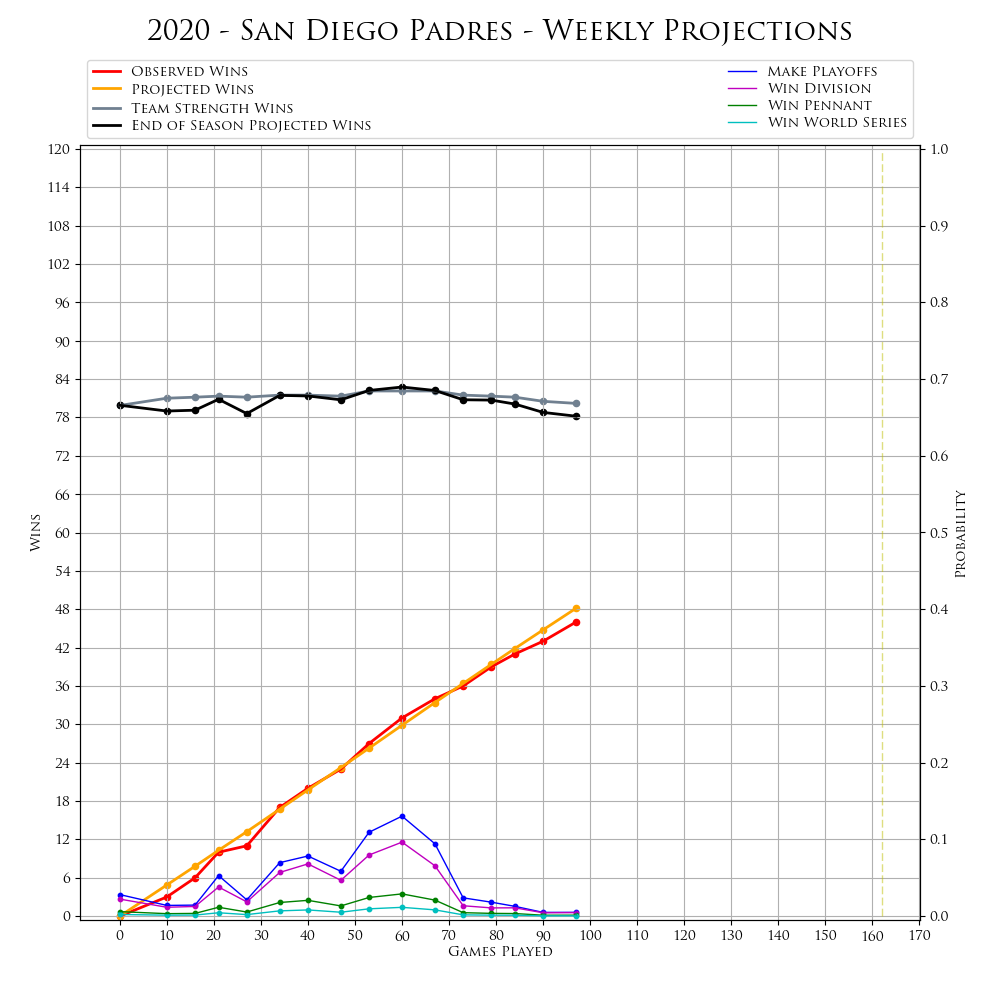 2020 - San Diego Padres - Weekly Projections
Observed Wins
Projected Wins
Team Strength Wins
End of Season Projected Wins
Make Playoffs
Win Division
Win Pennant
Win World Series
120
114
108
102
96
90
84
78
72
66
60
54
48
42
36
30
24
18
12
6
0
Wins
1.0
0.9
0.8
0.7
0.6
0.5
0.4
0.3
0.2
0.1
0.0
Probability
0 10 20 30 40 50 60 70 80 90 100 110 120 130 140 150 160 170
Games Played